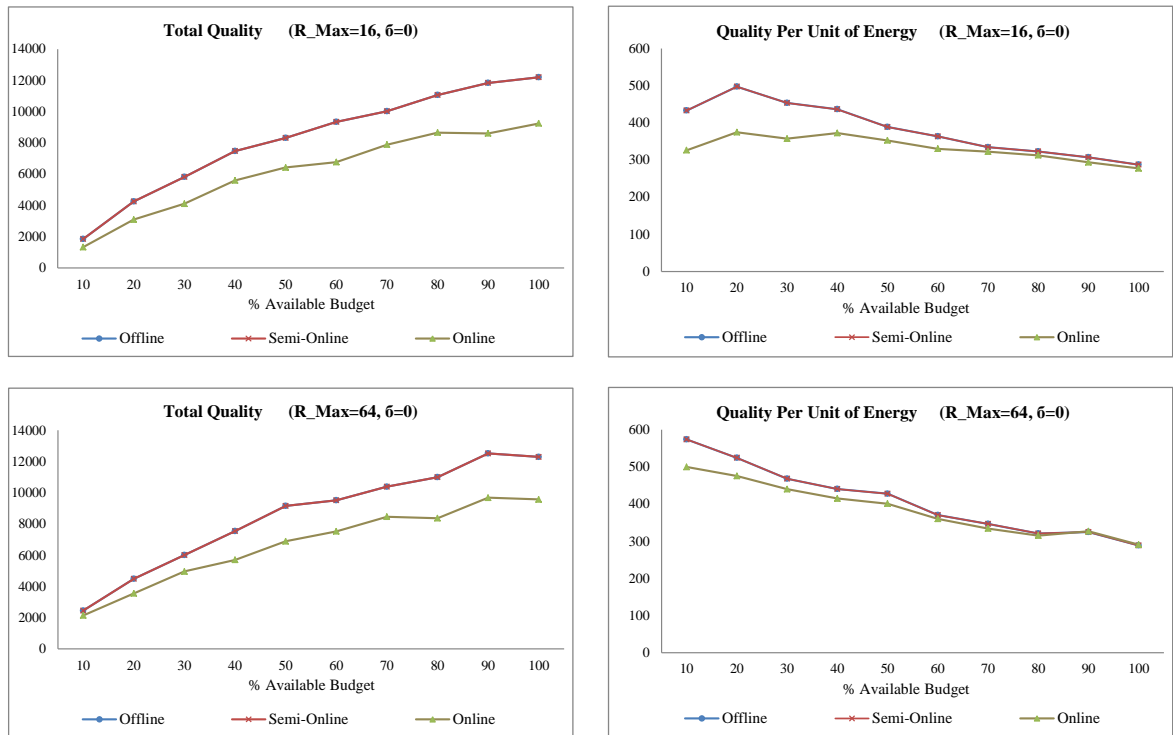 Total Quality (R_Max=16, б=0)
14000
12000
10000
8000
6000
4000
2000
0
10 20 30 40 50 60 70 80 90 100
% Available Budget
Offline Semi-Online Online
Quality Per Unit of Energy (R_Max=16, б=0)
600
500
400
300
200
100
0
10 20 30 40 50 60 70 80 90 100
% Available Budget
Offline Semi-Online Online
Total Quality (R_Max=64, б=0)
14000
12000
10000
8000
6000
4000
2000
0
10 20 30 40 50 60 70 80 90 100
% Available Budget
Offline Semi-Online Online
Quality Per Unit of Energy (R_Max=64, б=0)
600
500
400
300
200
100
0
10 20 30 40 50 60 70 80 90 100
% Available Budget
Offline Semi-Online Online